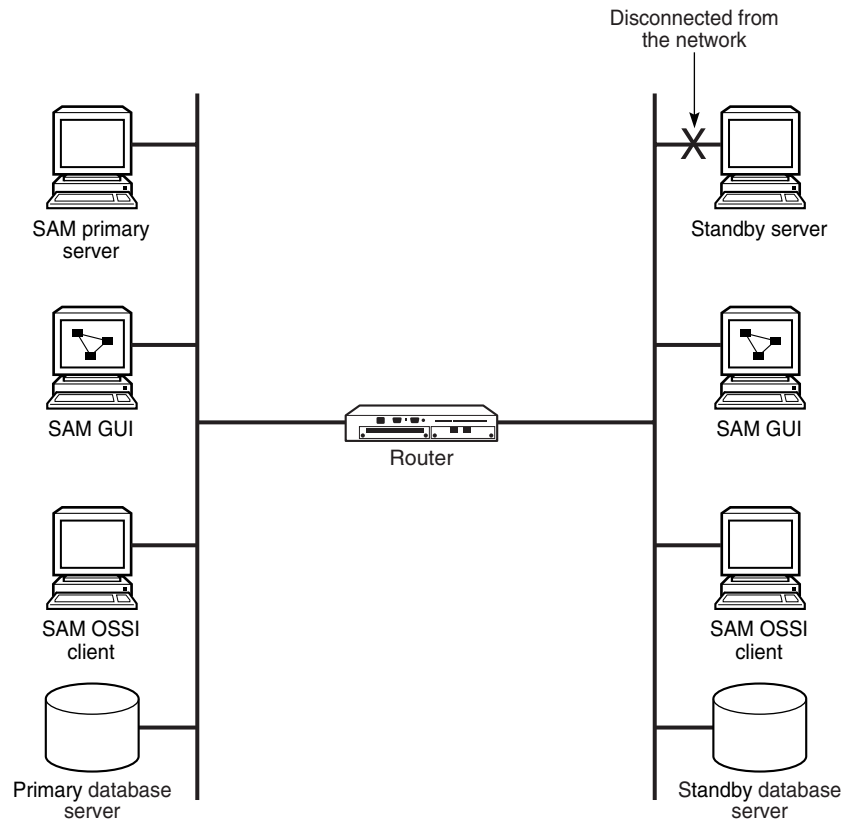 Disconnected from
the network
SAM primary
server
Standby server
SAM GUI
SAM GUI
Router
SAM OSSI
client
SAM OSSI
client
Primary database
server
Standby database
server